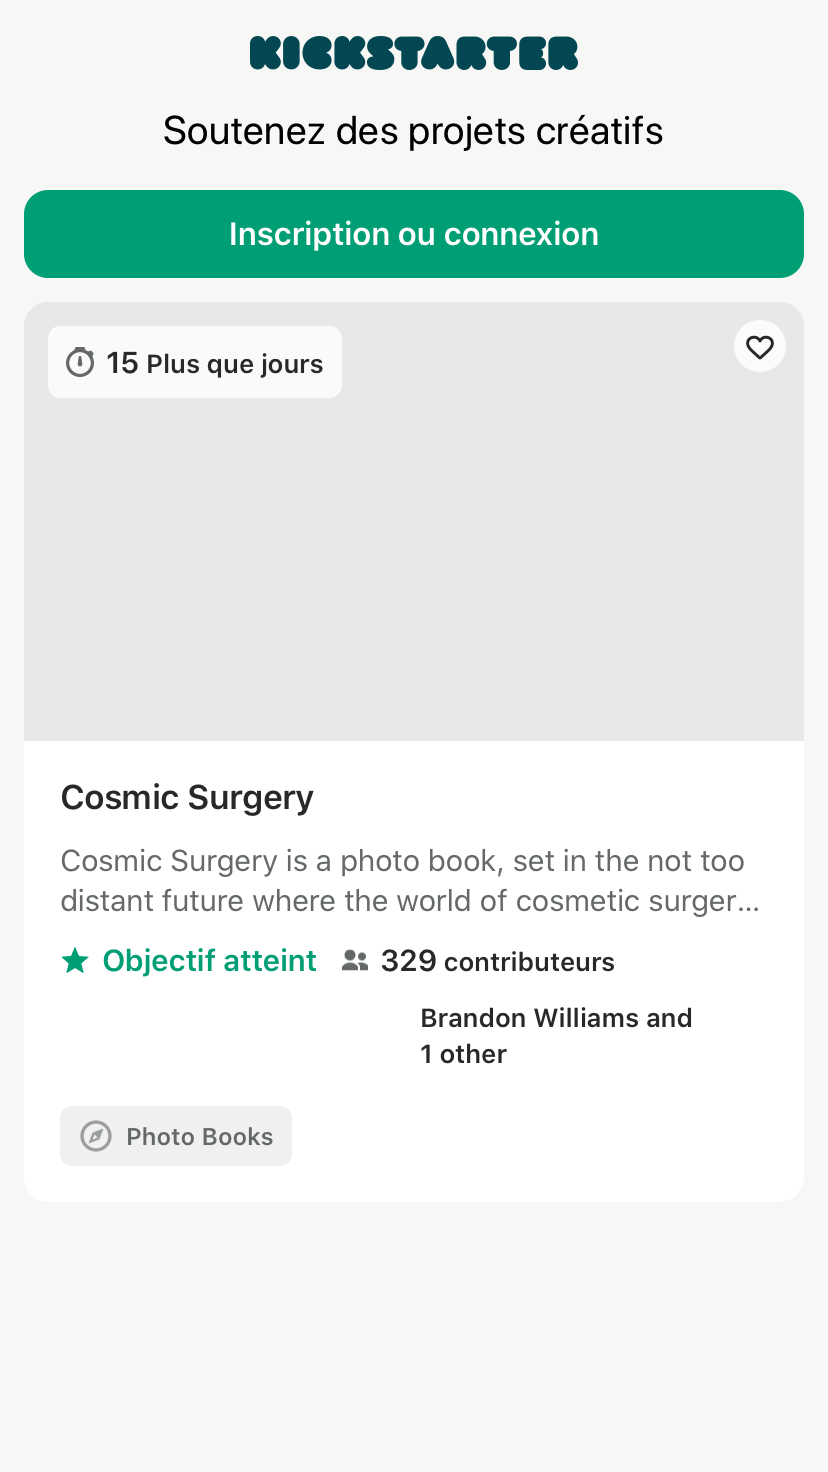 KICKSTARTER
Soutenez des projets créatifs
Inscription ou connexion
15 Plus que jours
Cosmic Surgery
Cosmic Surgery is a photo book, set in the not too
distant future where the world of cosmetic surger...
Objectif atteint 329 contributeurs
Brandon Williams and
1 other
Photo Books